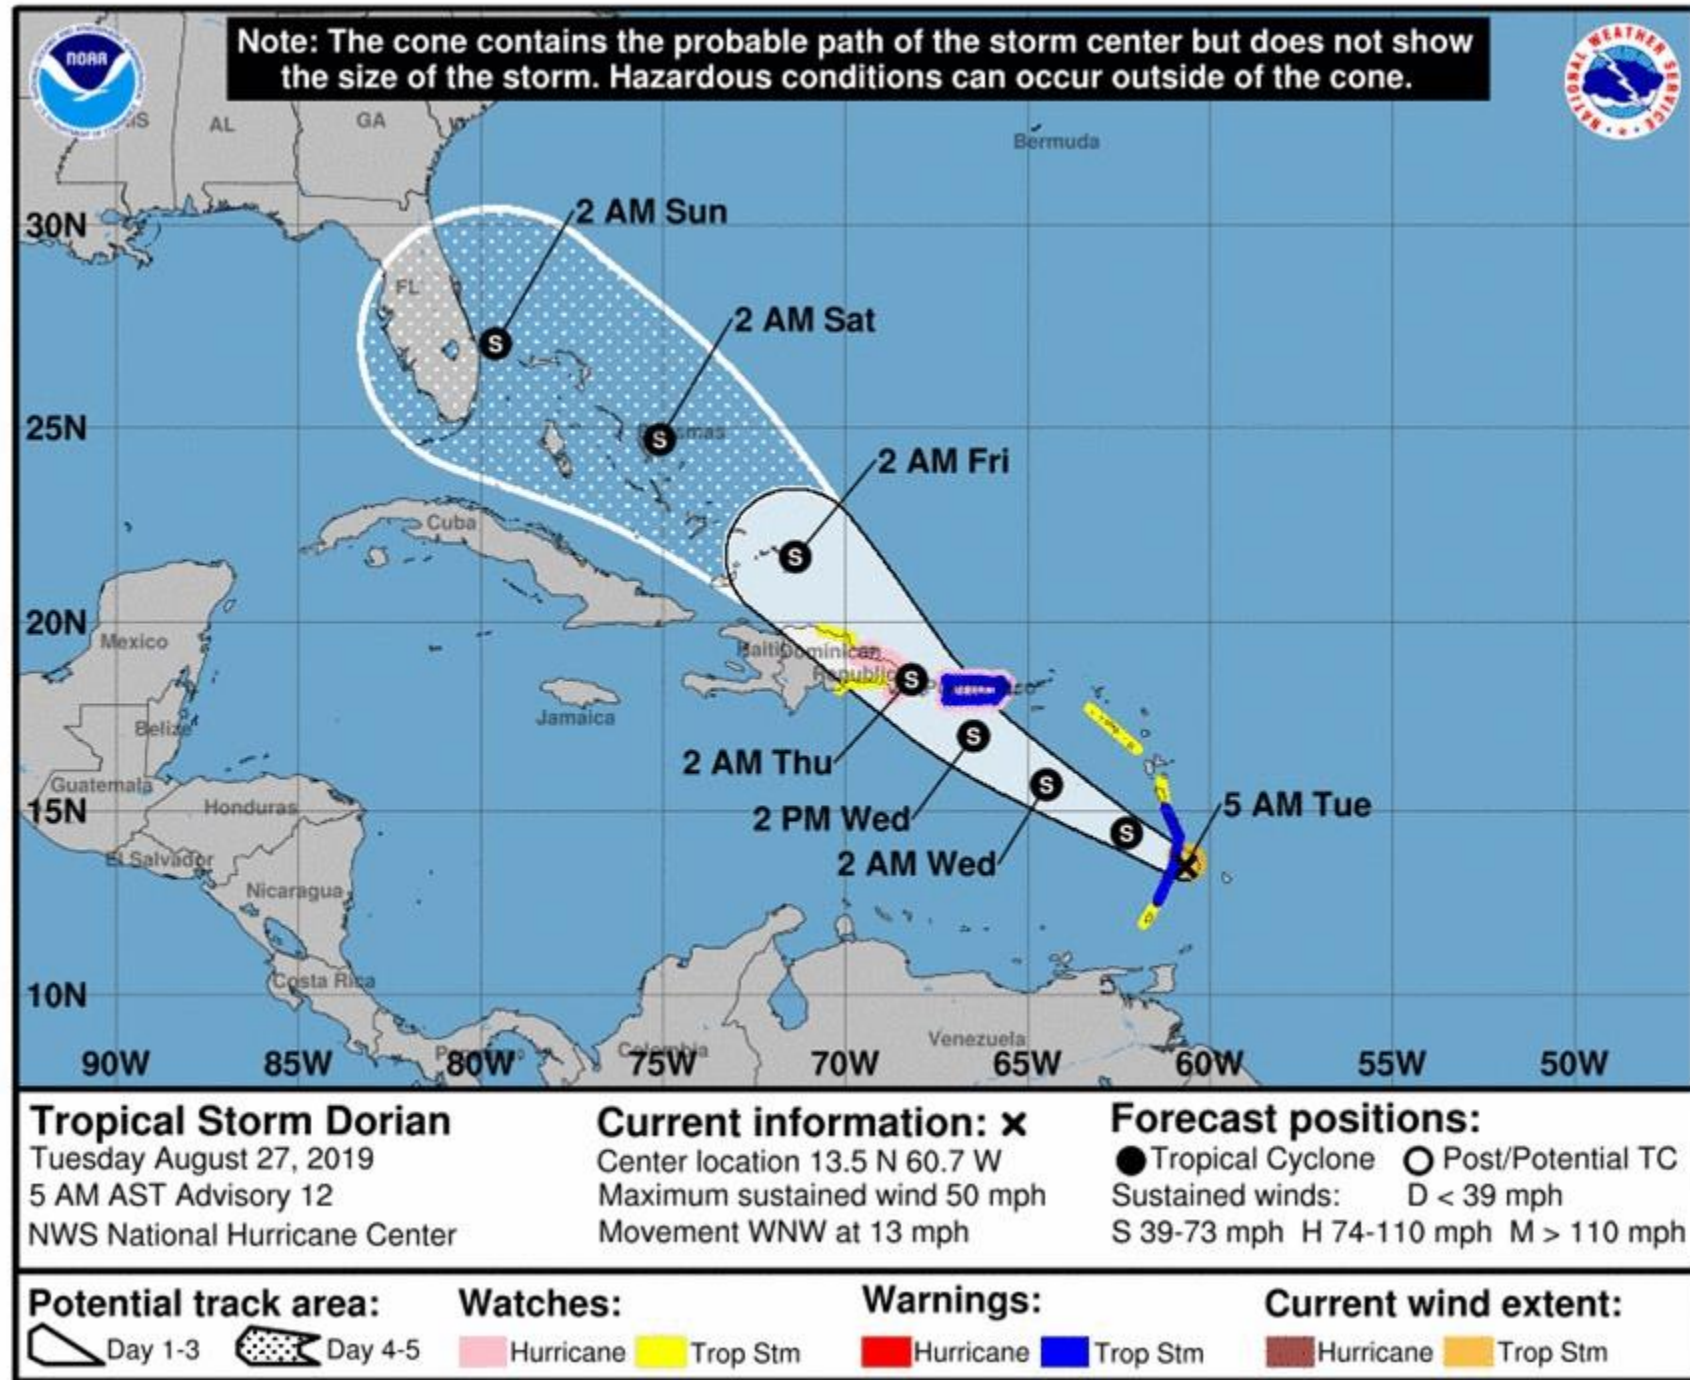 Note: The cone contains the probable path of the storm center but does not show
the size of the storm. Hazardous conditions can occur outside of the cone.
NOAA
NATIONAL WEATHER SERVICE
AL
GA
Bermuda
30N
2 AM Sun
FL
2 AM Sat
25N
2 AM Fri
S
S
S
Cuba
20N
Mexico
Haiti
Dominican
Republic
S
S
S
S
Jamaica
Belize
2 AM Thu
Guatemala
Honduras
15N
2 PM Wed
5 AM Tue
El Salvador
2 AM Wed
Nicaragua
Costa Rica
10N
Venezuela
Colombia
90W
85W
80W
75W
70W
65W
60W
55W
50W
Tropical Storm Dorian
Tuesday August 27, 2019
5 AM AST Advisory 12
NWS National Hurricane Center
Current information: ×
Center location 13.5 N 60.7 W
Maximum sustained wind 50 mph
Movement WNW at 13 mph
Forecast positions:
Tropical Cyclone
Post/Potential TC
Sustained winds: D < 39 mph
S 39-73 mph H 74-110 mph M > 110 mph
Potential track area:
Day 1-3
Day 4-5
Watches:
Hurricane
Trop Stm
Warnings:
Hurricane
Trop Stm
Current wind extent:
Hurricane
Trop Stm